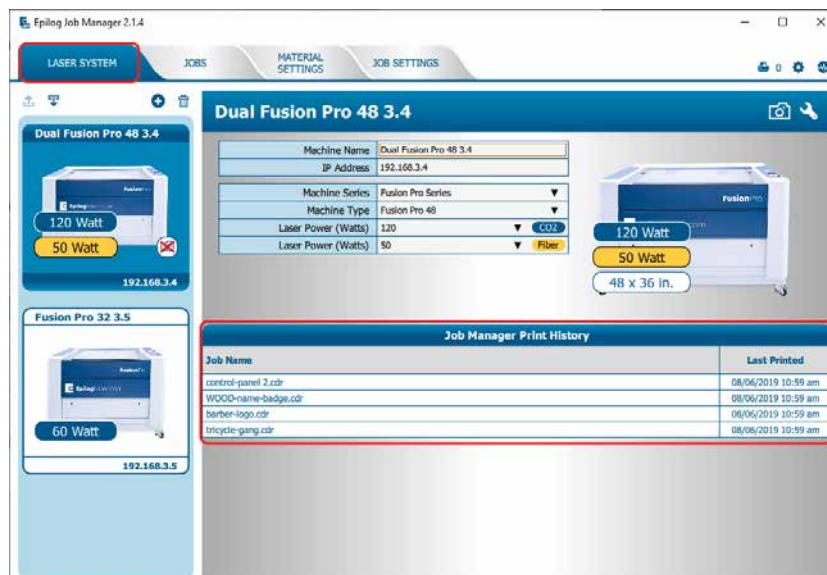 Epilog Job Manager 2.1.4
LASER SYSTEM
JOBS
MATERIAL
SETTINGS
JOB SETTINGS
0
Dual Fusion Pro 48 3.4
FusionPro
Epilog
120 Watt
50 Watt
192.168.3.4
Fusion Pro 32 3.5
Epilog
60 Watt
192.168.3.5
Dual Fusion Pro 48 3.4
Machine Name Dual Fusion Pro 48 3.4
IP Address 192.168.3.4
Machine Series Fusion Pro Series
Machine Type Fusion Pro 48
Laser Power (Watts) 120 CO2
Laser Power (Watts) 50 Fiber
FusionPro
120 Watt
50 Watt
48 x 36 in.
Job Manager Print History
Job Name Last Printed
control-panel 2.cdr 08/06/2019 10:59 am
WOOD-name-badge.cdr 08/06/2019 10:59 am
barber-logo.cdr 08/06/2019 10:59 am
tricycle-gang.cdr 08/06/2019 10:59 am